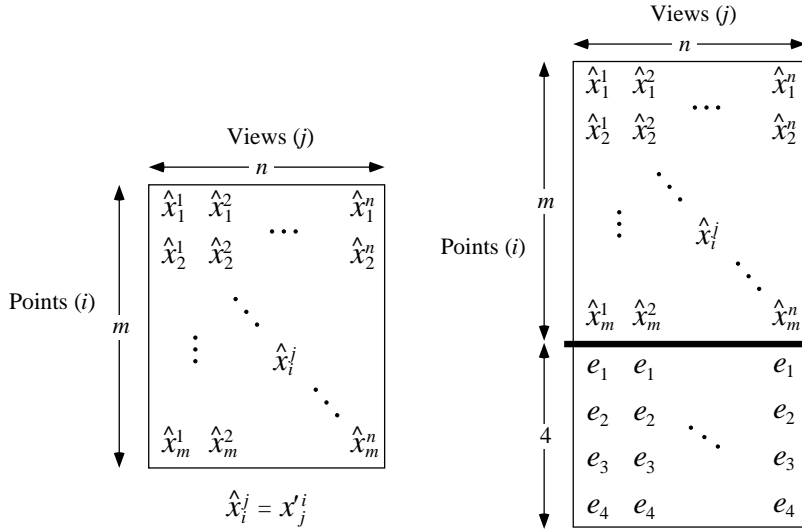 Views (j)
n
x̂₁¹ x̂₁² ... x̂₁ⁿ
x̂₂¹ x̂₂² x̂₂ⁿ
Points (i)
m
x̂ᵢʲ
x̂ₘ¹ x̂ₘ² x̂ₘⁿ
x̂ᵢʲ = x′ⱼⁱ
Views (j)
n
x̂₁¹ x̂₁² ... x̂₁ⁿ
x̂₂¹ x̂₂² x̂₂ⁿ
m
Points (i)
x̂ᵢʲ
x̂ₘ¹ x̂ₘ² x̂ₘⁿ
e₁ e₁ e₁
e₂ e₂ e₂
4
e₃ e₃ e₃
e₄ e₄ e₄